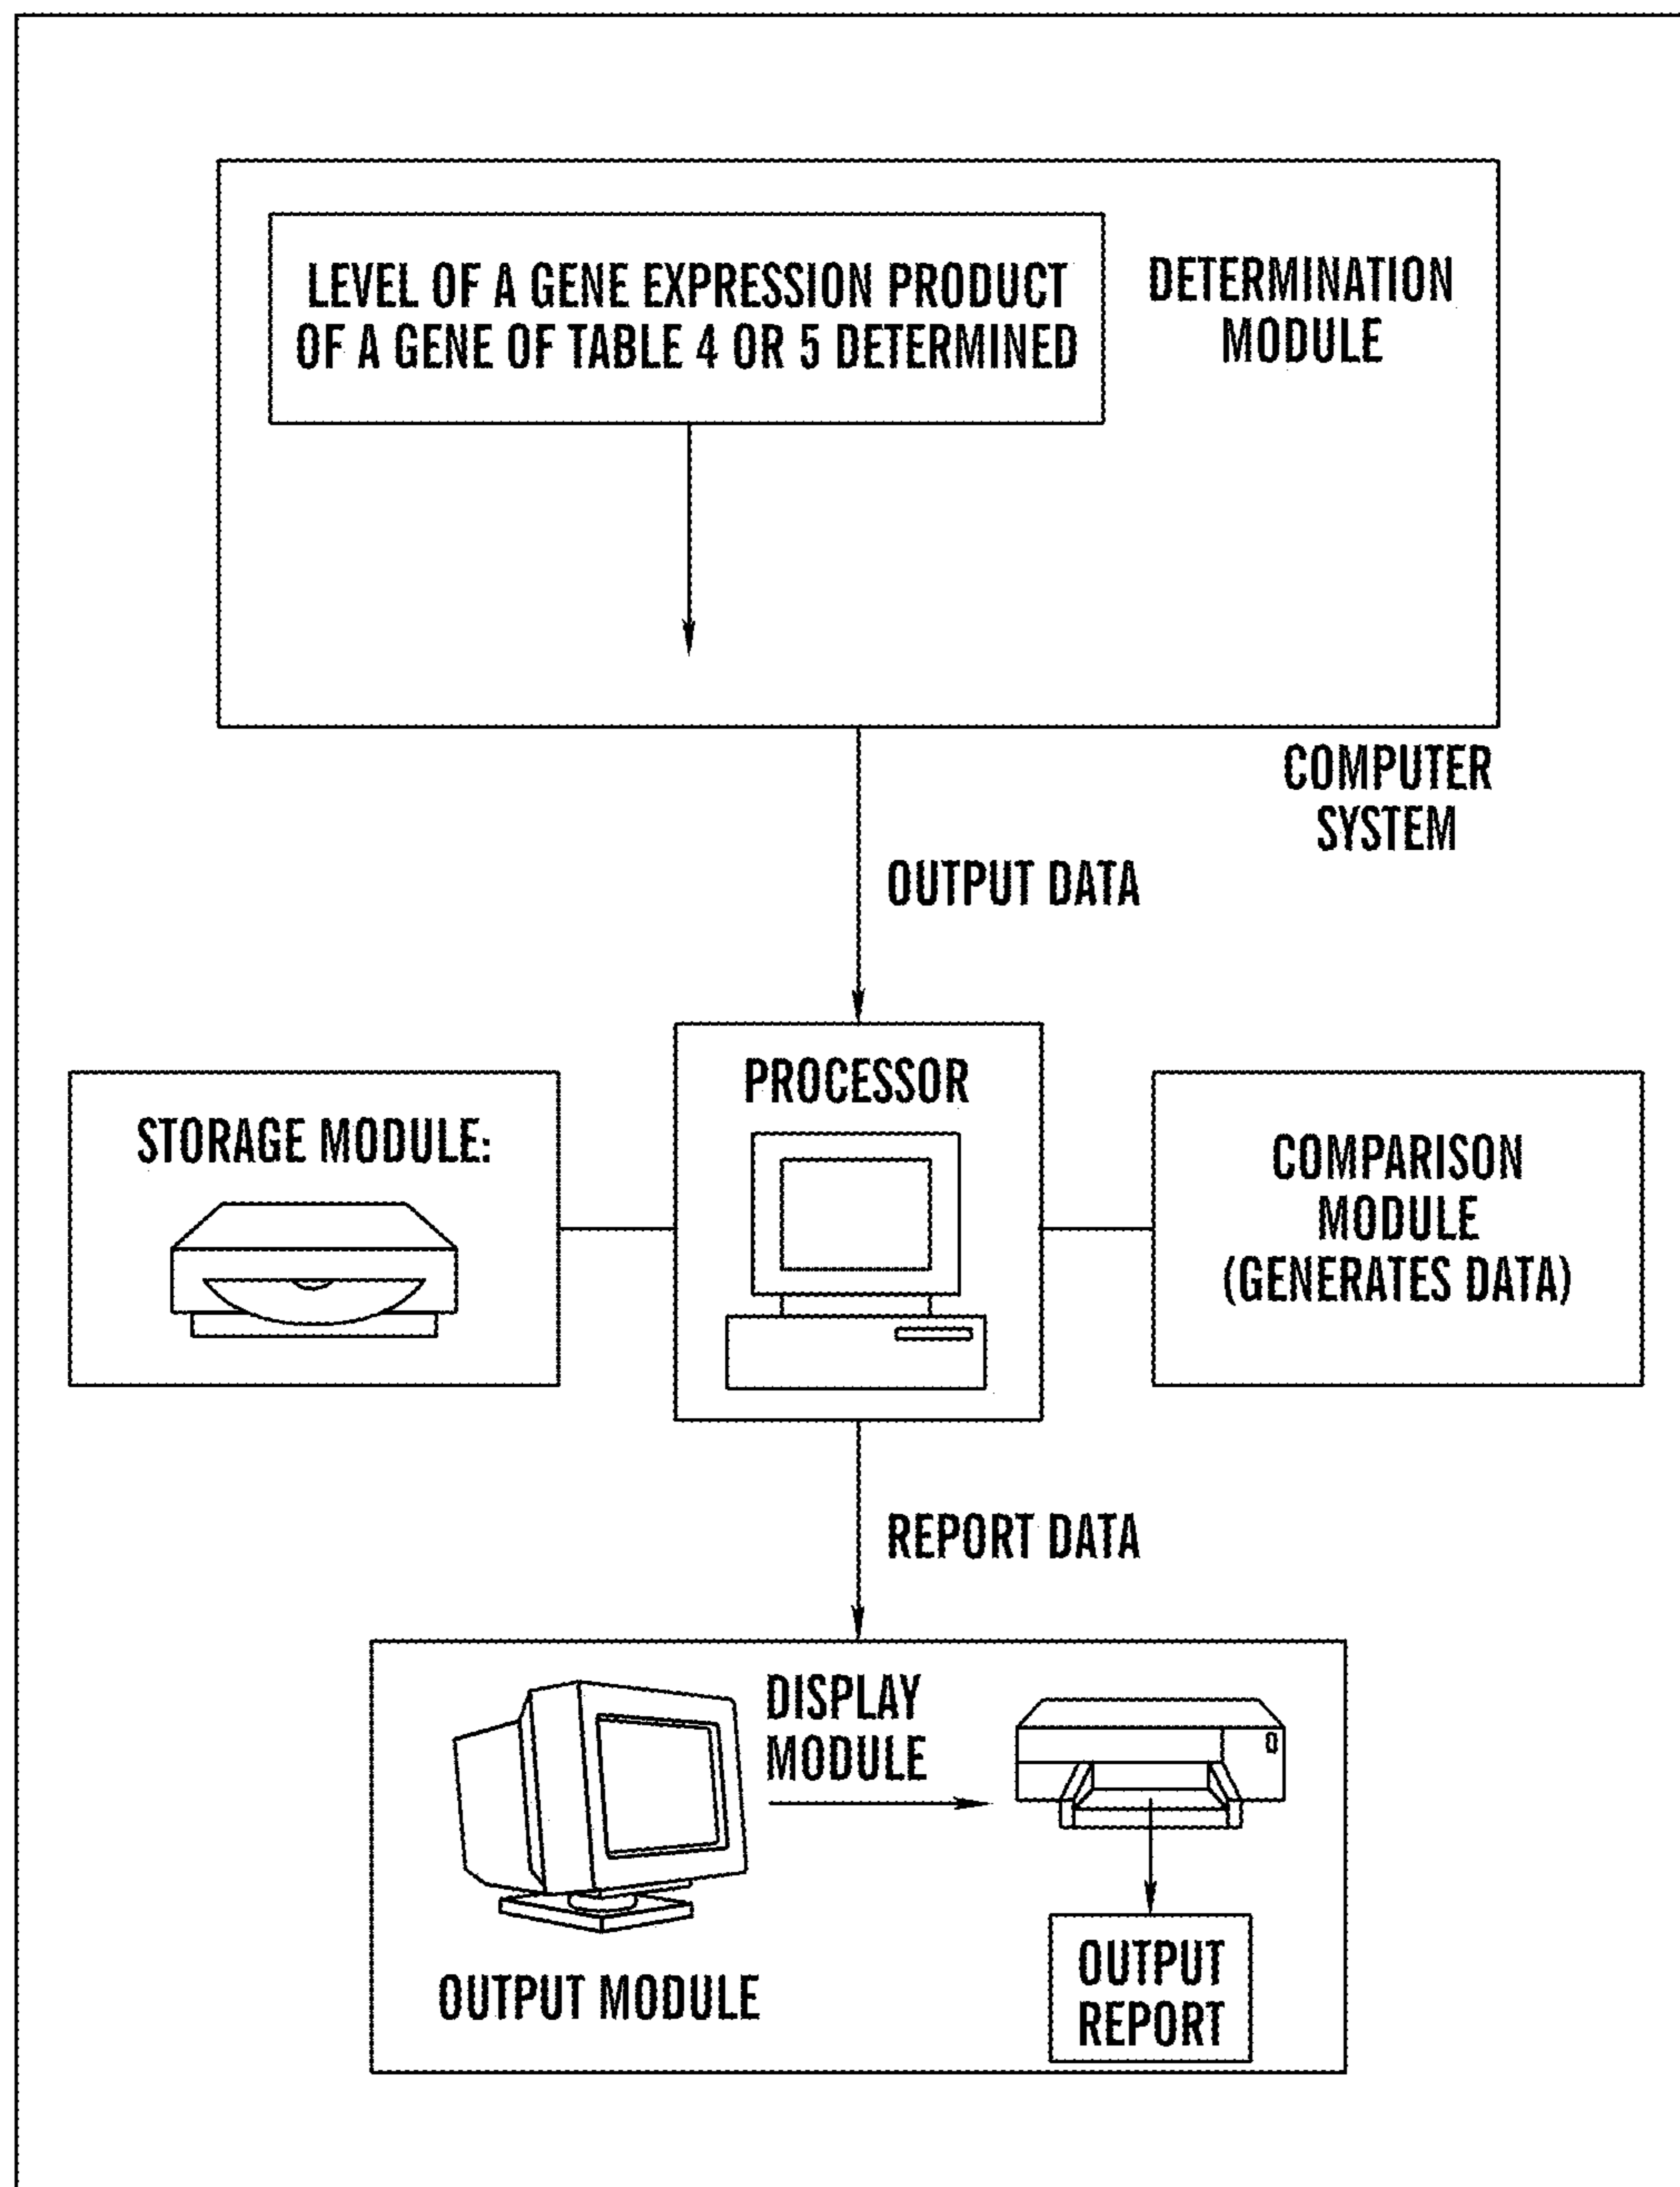 LEVEL OF A GENE EXPRESSION PRODUCT
OF A GENE OF TABLE 4 OR 5 DETERMINED
DETERMINATION
MODULE
COMPUTER
SYSTEM
OUTPUT DATA
PROCESSOR
STORAGE MODULE:
COMPARISON
MODULE
(GENERATES DATA)
REPORT DATA
DISPLAY
MODULE
OUTPUT MODULE
OUTPUT
REPORT